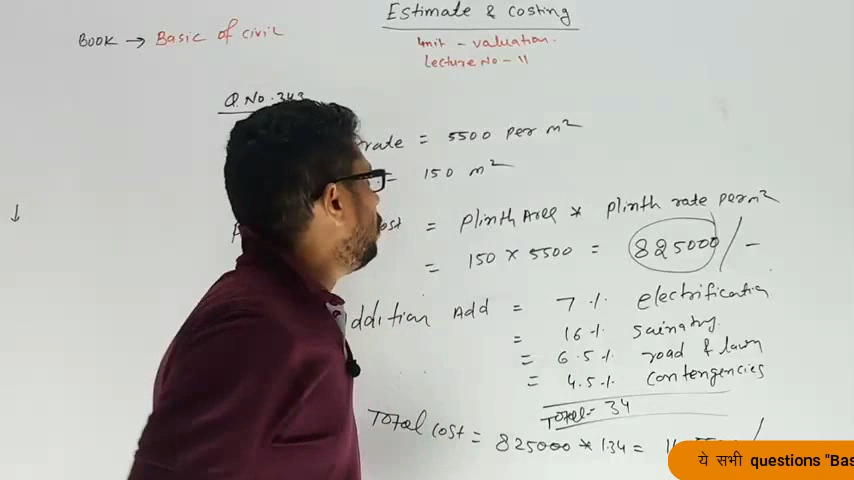 Estimate & costing
BOOK → Basic of civil
Unit - valuation.
Lecture No - 11
Q.No. 343
rate = 5500 per m²
= 150 m²
cost = plinth Area * plinth rate per m²
= 150 × 5500 = 825000/-
ddition Add = 7 % electrification
= 16 % sainatry
= 6.5 % road & lawn
= 4.5 % contengencies
Total = 34
Total cost = 825000 * 1.34 =
ये सभी questions "Bas